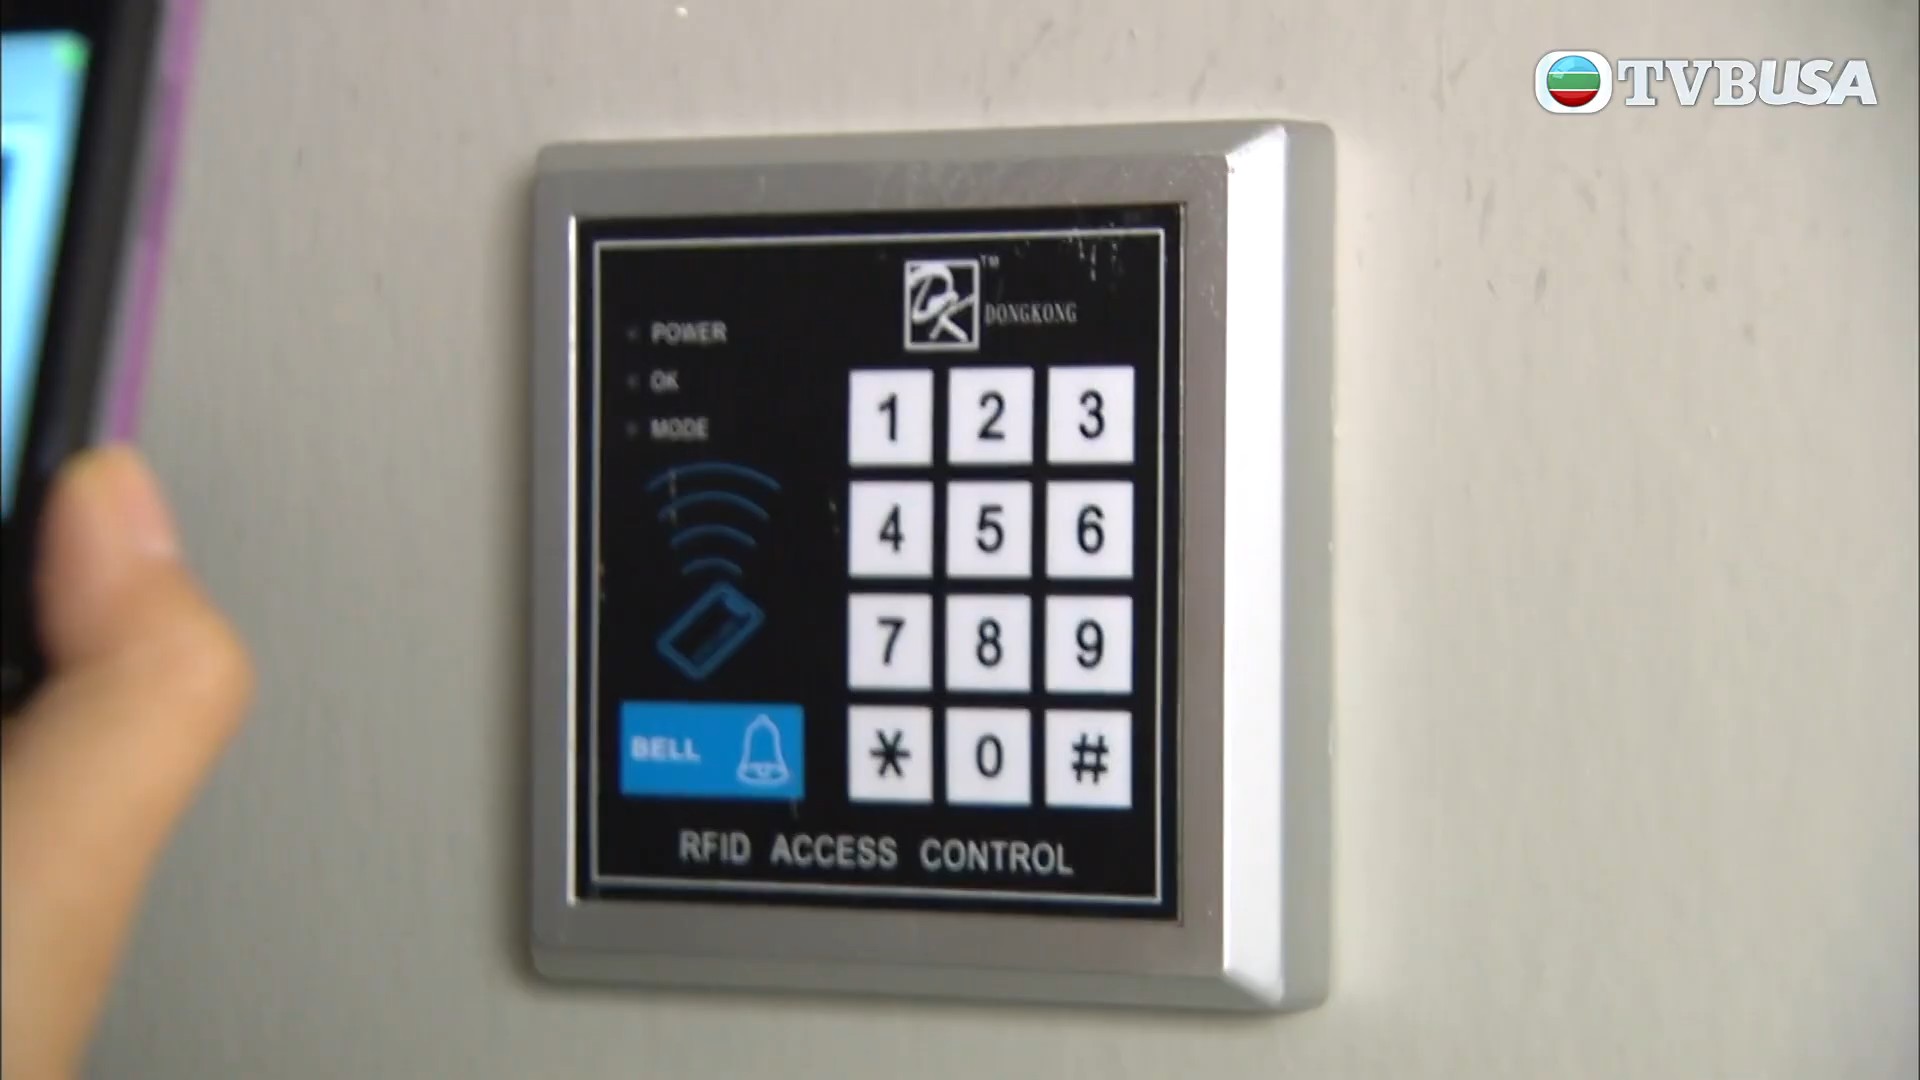 TVBUSA
DK™ DONGKONG
POWER
OK
MODE
1 2 3
4 5 6
7 8 9
* 0 #
BELL
RFID ACCESS CONTROL